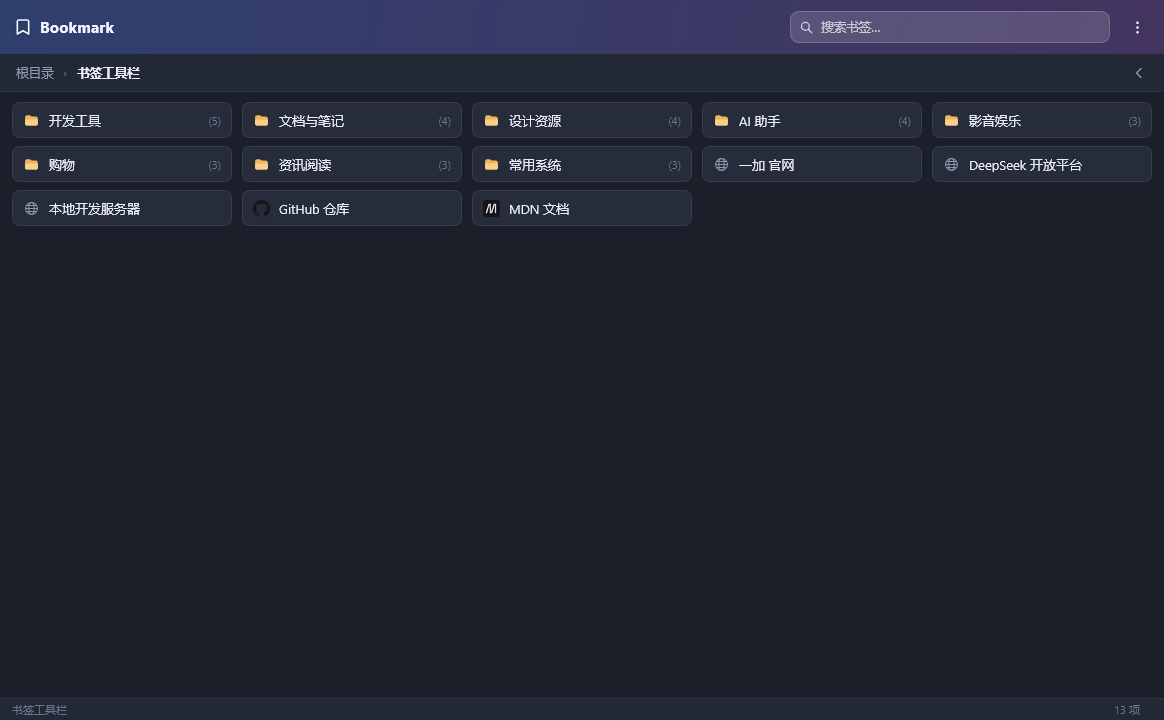 Bookmark
搜索书签...
根目录 › 书签工具栏
开发工具 (5)
文档与笔记 (4)
设计资源 (4)
AI 助手 (4)
影音娱乐 (3)
购物 (3)
资讯阅读 (3)
常用系统 (3)
一加 官网
DeepSeek 开放平台
本地开发服务器
GitHub 仓库
MDN 文档
书签工具栏
13 项